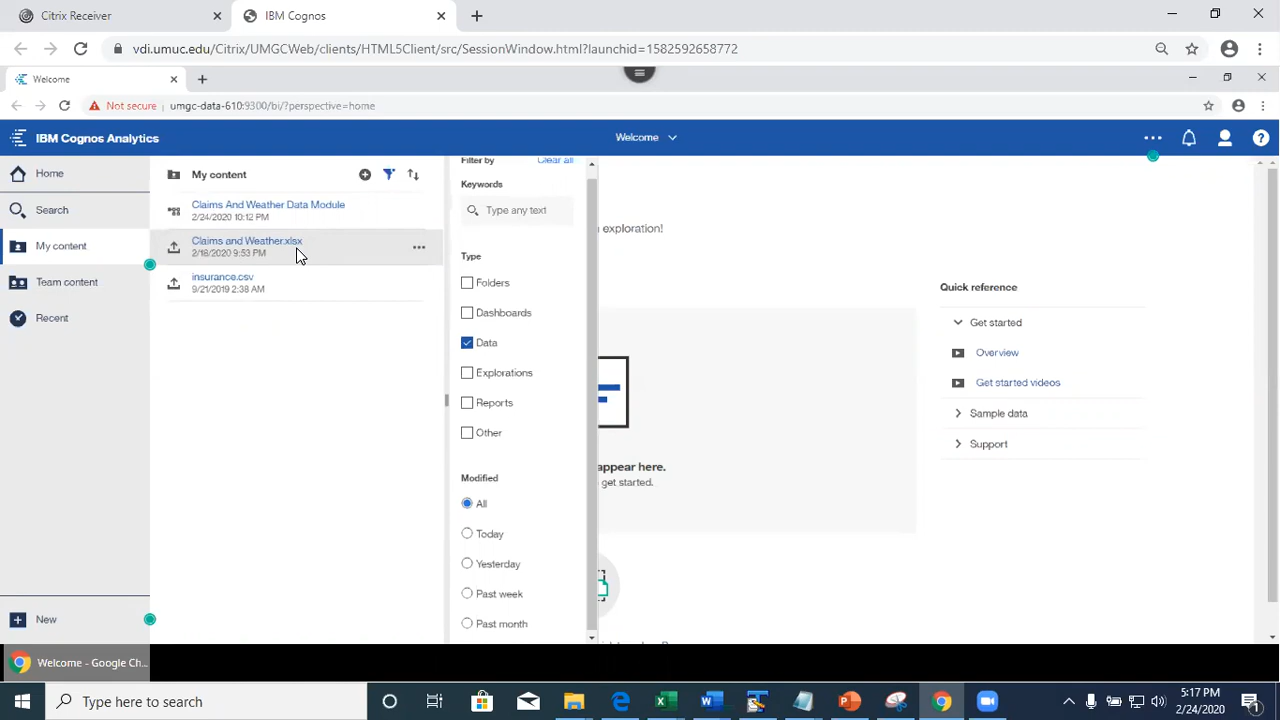 Citrix Receiver
IBM Cognos
vdi.umuc.edu/Citrix/UMGCWeb/clients/HTML5Client/src/SessionWindow.html?launchid=1582592658772
Welcome
Not secure
umgc-data-610:9300/bi/?perspective=home
IBM Cognos Analytics
Welcome
Home
Search
My content
Team content
Recent
New
My content
Claims And Weather Data Module
2/24/2020 10:12 PM
Claims and Weather.xlsx
2/18/2020 9:53 PM
insurance.csv
9/21/2019 2:38 AM
Filter by
Clear all
Keywords
Type any text
Type
Folders
Dashboards
Data
Explorations
Reports
Other
Modified
All
Today
Yesterday
Past week
Past month
exploration!
appear here.
get started.
Quick reference
Get started
Overview
Get started videos
Sample data
Support
Welcome - Google Ch...
Type here to search
5:17 PM
2/24/2020